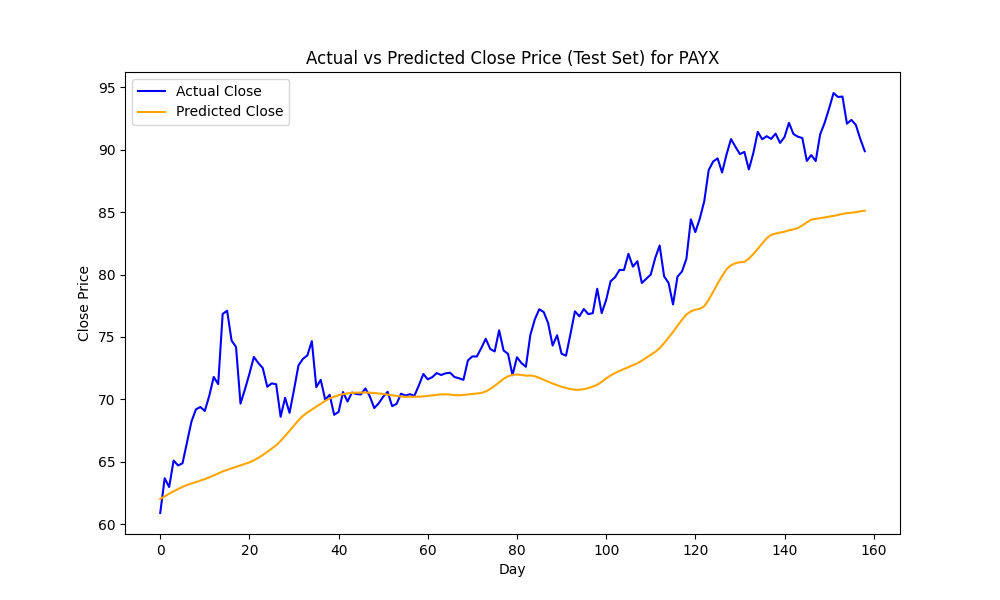 Actual vs Predicted Close Price (Test Set) for PAYX
Actual Close
Predicted Close
95
90
85
80
75
70
65
60
Close Price
0 20 40 60 80 100 120 140 160
Day